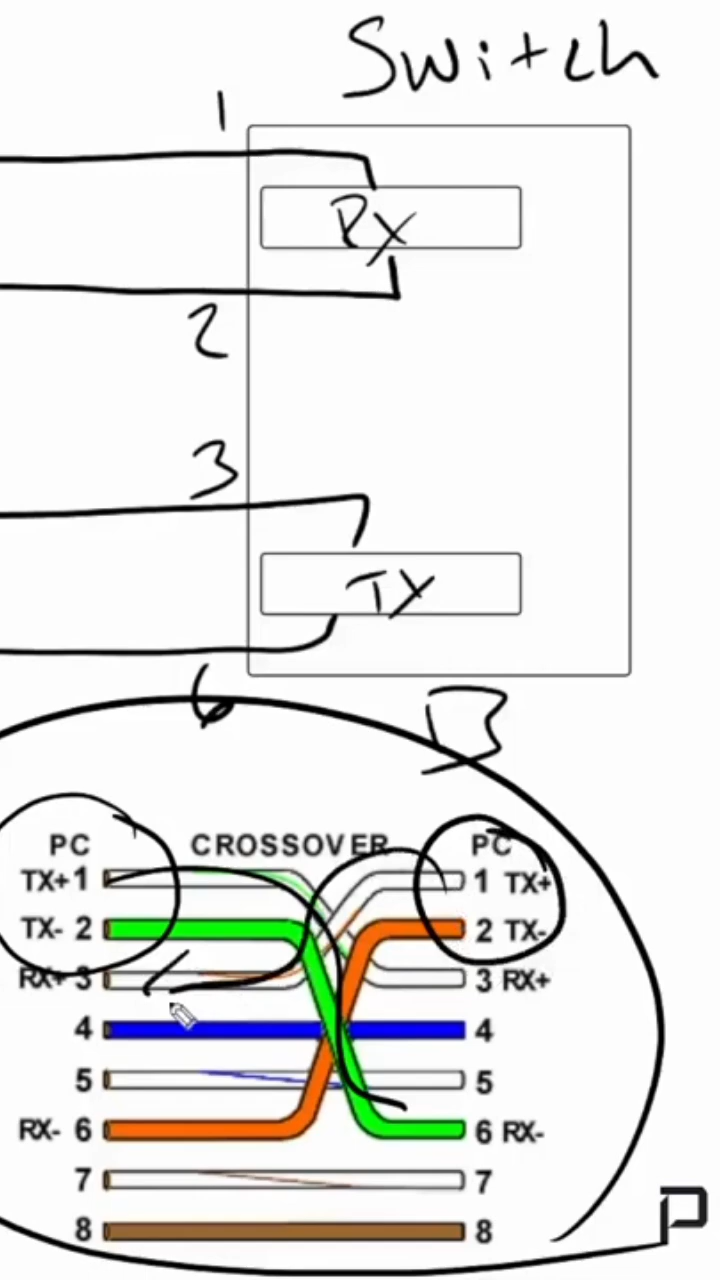 Switch
1
RX
2
3
TX
6
B
PC CROSSOVER PC
TX+ 1 1 TX+
TX- 2 2 TX-
RX+ 3 3 RX+
4 4
5 5
RX- 6 6 RX-
7 7
8 8
P